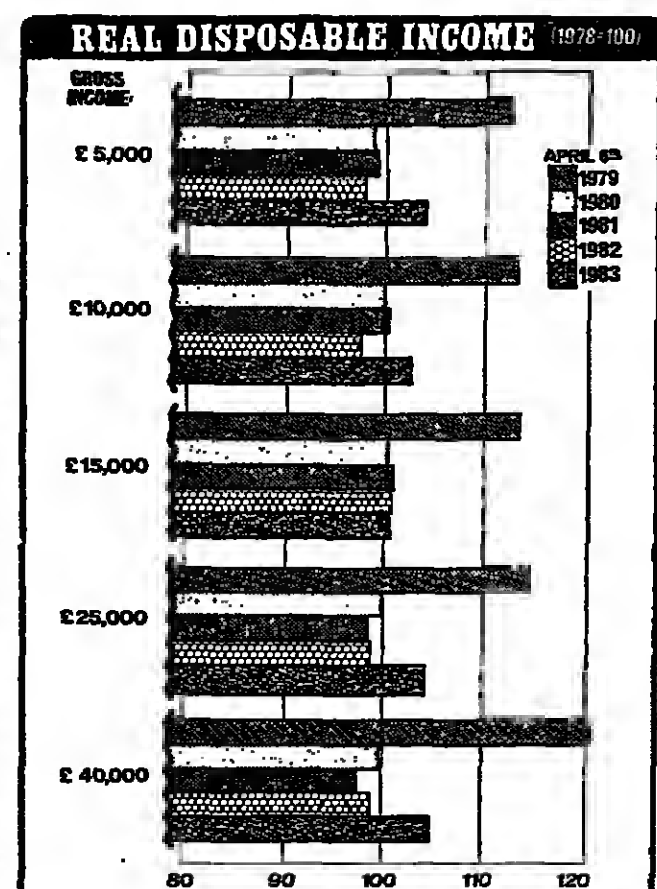 REAL DISPOSABLE INCOME (1978=100)
GROSS
INCOME:
£5,000
£10,000
£15,000
£25,000
£40,000
APRIL 6th
1979
1980
1981
1982
1983
80 90 100 110 120